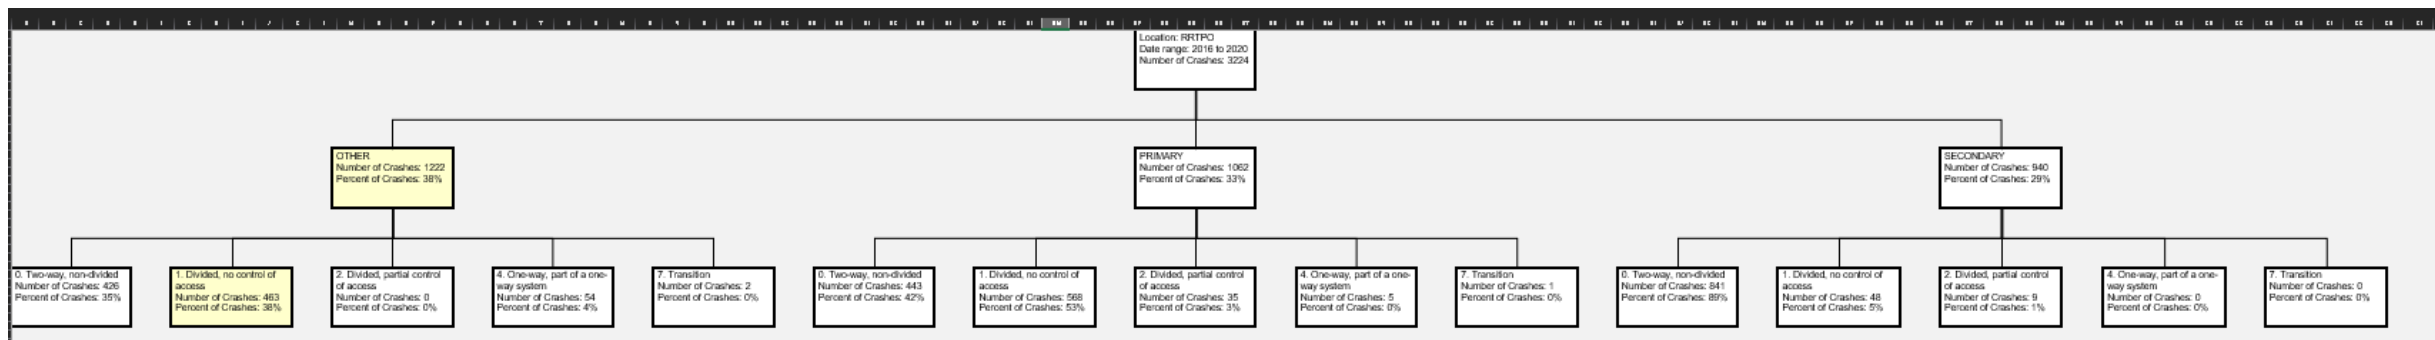 Location: RRTPO
Date range: 2016 to 2020
Number of Crashes: 3224
OTHER
Number of Crashes: 1222
Percent of Crashes: 38%
PRIMARY
Number of Crashes: 1062
Percent of Crashes: 33%
SECONDARY
Number of Crashes: 940
Percent of Crashes: 29%
0. Two-way, non-divided
Number of Crashes: 426
Percent of Crashes: 35%
1. Divided, no control of
access
Number of Crashes: 463
Percent of Crashes: 38%
2. Divided, partial control
of access
Number of Crashes: 0
Percent of Crashes: 0%
4. One-way, part of a one-
way system
Number of Crashes: 54
Percent of Crashes: 4%
7. Transition
Number of Crashes: 2
Percent of Crashes: 0%
0. Two-way, non-divided
Number of Crashes: 443
Percent of Crashes: 42%
1. Divided, no control of
access
Number of Crashes: 568
Percent of Crashes: 53%
2. Divided, partial control
of access
Number of Crashes: 35
Percent of Crashes: 3%
4. One-way, part of a one-
way system
Number of Crashes: 5
Percent of Crashes: 0%
7. Transition
Number of Crashes: 1
Percent of Crashes: 0%
0. Two-way, non-divided
Number of Crashes: 841
Percent of Crashes: 89%
1. Divided, no control of
access
Number of Crashes: 48
Percent of Crashes: 5%
2. Divided, partial control
of access
Number of Crashes: 9
Percent of Crashes: 1%
4. One-way, part of a one-
way system
Number of Crashes: 0
Percent of Crashes: 0%
7. Transition
Number of Crashes: 0
Percent of Crashes: 0%